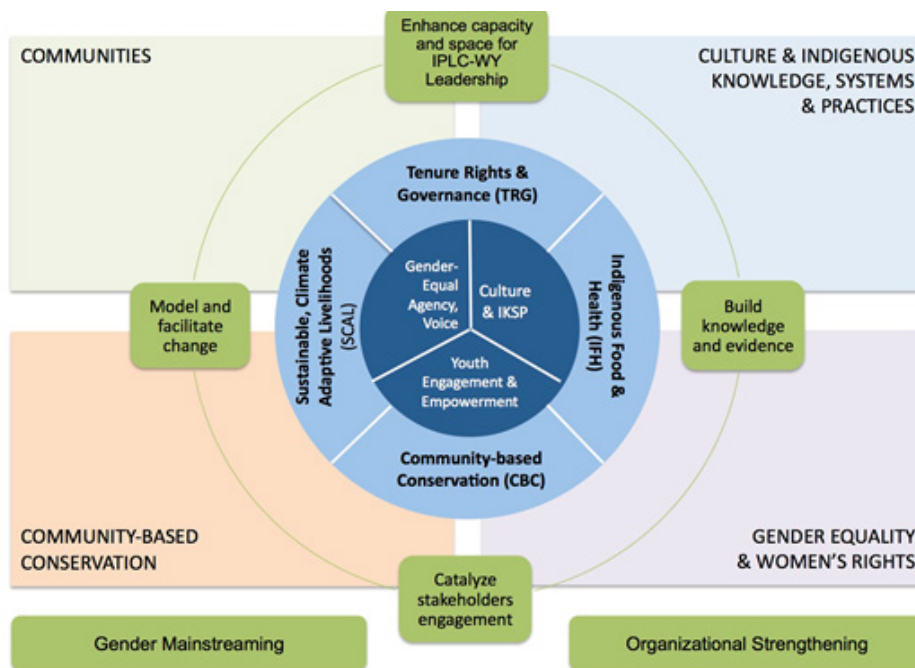 Enhance capacity
and space for
IPLC-WY
Leadership
COMMUNITIES
CULTURE & INDIGENOUS
KNOWLEDGE, SYSTEMS
& PRACTICES
Tenure Rights &
Governance (TRG)
Sustainable, Climate
Adaptive Livelihoods
(SCAL)
Gender-
Equal
Agency,
Voice
Culture
& IKSP
Indigenous Food &
Health (IFH)
Model and
facilitate
change
Build
knowledge
and evidence
Youth
Engagement &
Empowerment
Community-based
Conservation (CBC)
COMMUNITY-BASED
CONSERVATION
GENDER EQUALITY
& WOMEN’S RIGHTS
Catalyze
stakeholders
engagement
Gender Mainstreaming
Organizational Strengthening